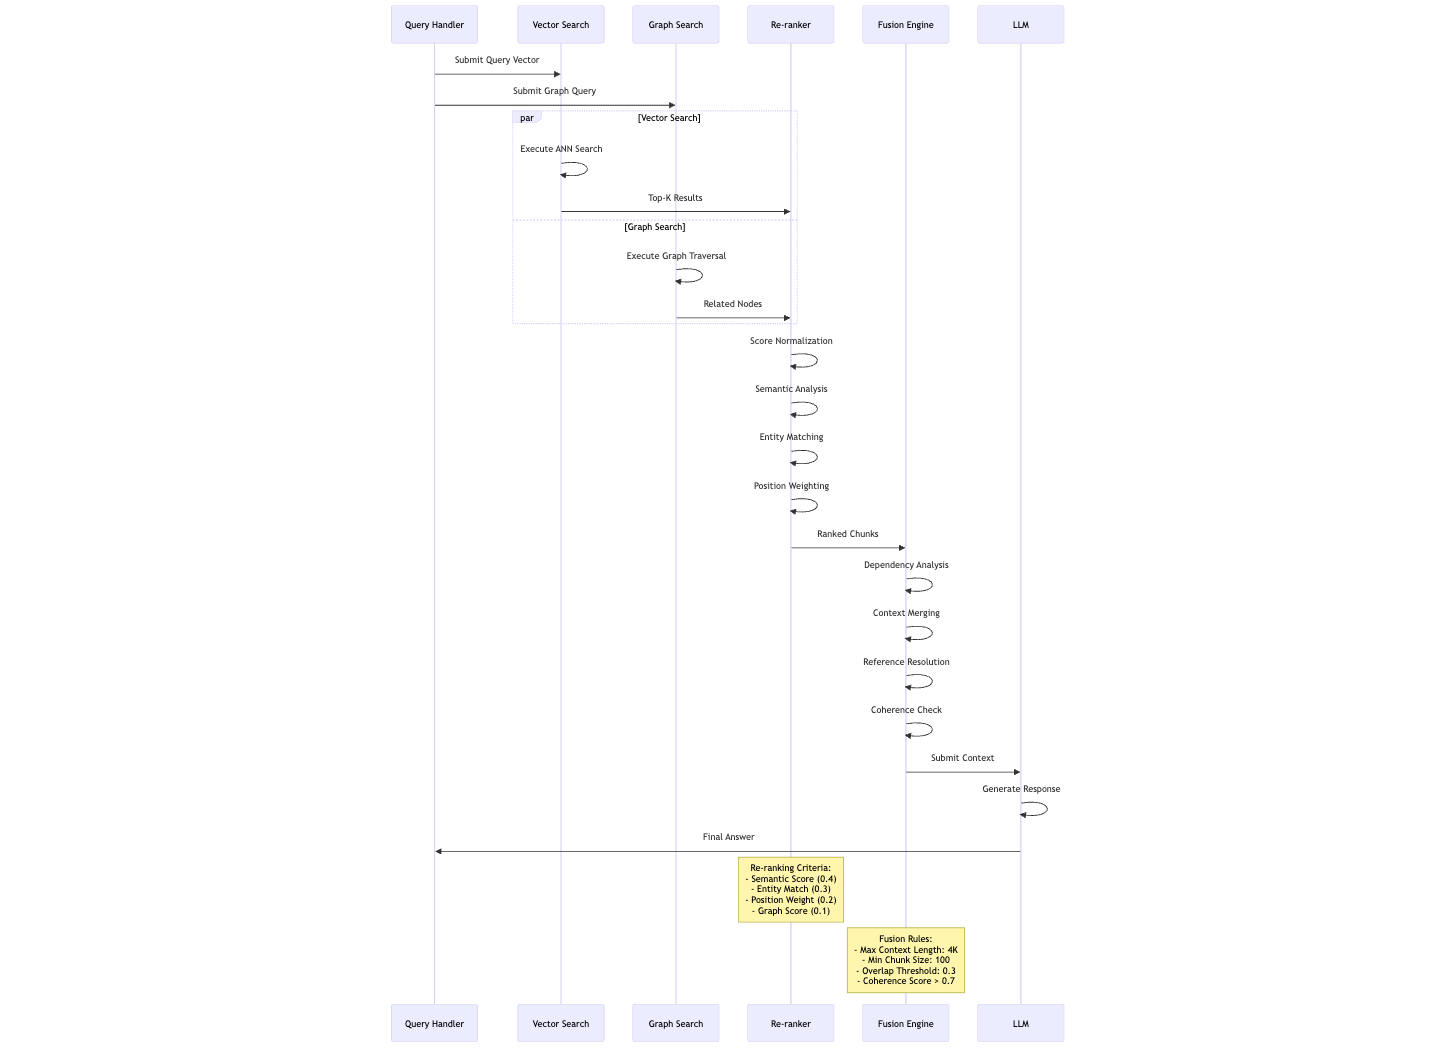 Query Handler
Vector Search
Graph Search
Re-ranker
Fusion Engine
LLM
Submit Query Vector
Submit Graph Query
par
[Vector Search]
Execute ANN Search
Top-K Results
[Graph Search]
Execute Graph Traversal
Related Nodes
Score Normalization
Semantic Analysis
Entity Matching
Position Weighting
Ranked Chunks
Dependency Analysis
Context Merging
Reference Resolution
Coherence Check
Submit Context
Generate Response
Final Answer
Re-ranking Criteria:
- Semantic Score (0.4)
- Entity Match (0.3)
- Position Weight (0.2)
- Graph Score (0.1)
Fusion Rules:
- Max Context Length: 4K
- Min Chunk Size: 100
- Overlap Threshold: 0.3
- Coherence Score > 0.7
Query Handler
Vector Search
Graph Search
Re-ranker
Fusion Engine
LLM